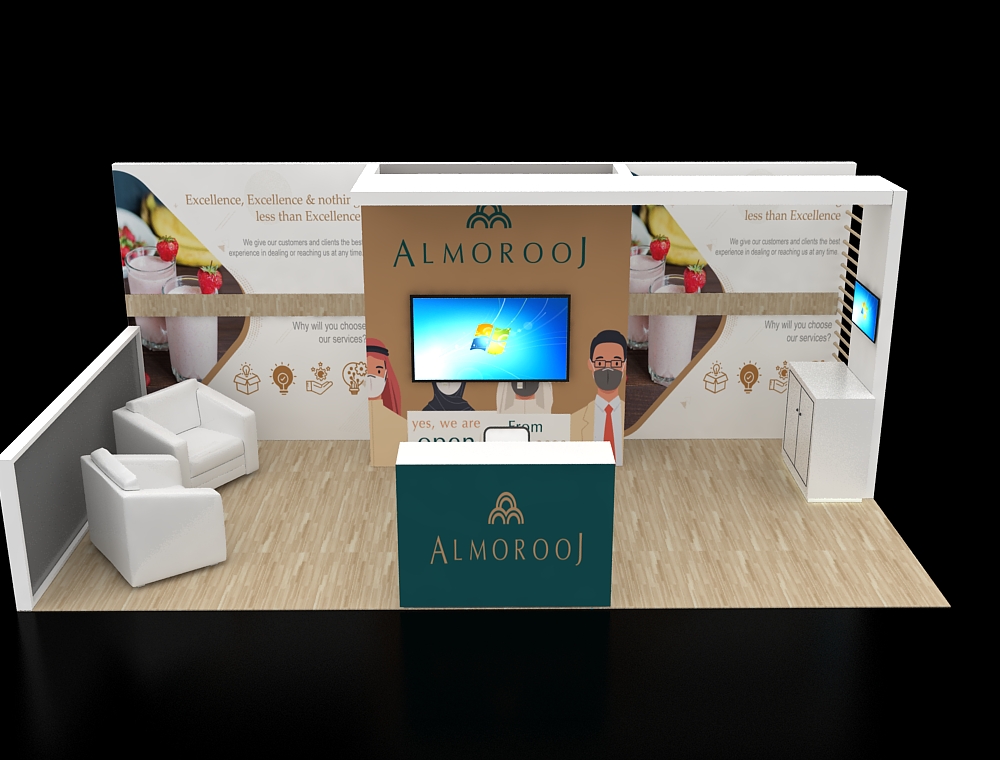 Excellence, Excellence & nothing
less than Excellence
We give our customers and clients the best
experience in dealing or reaching us at any time.
Why will you choose
our services?
ALMOROOJ
yes, we are
open
From
less than Excellence
We give our customers and clients the best
experience in dealing or reaching us at any time.
Why will you choose
our services?
ALMOROOJ